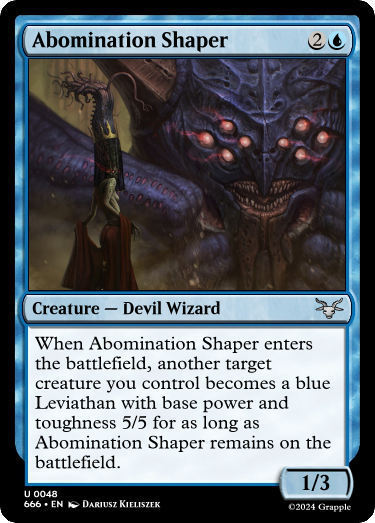 Abomination Shaper 2
Creature — Devil Wizard
When Abomination Shaper enters
the battlefield, another target
creature you control becomes a blue
Leviathan with base power and
toughness 5/5 for as long as
Abomination Shaper remains on the
battlefield.
1/3
U 0048
666 • EN Dariusz Kieliszek
©2024 Grapple